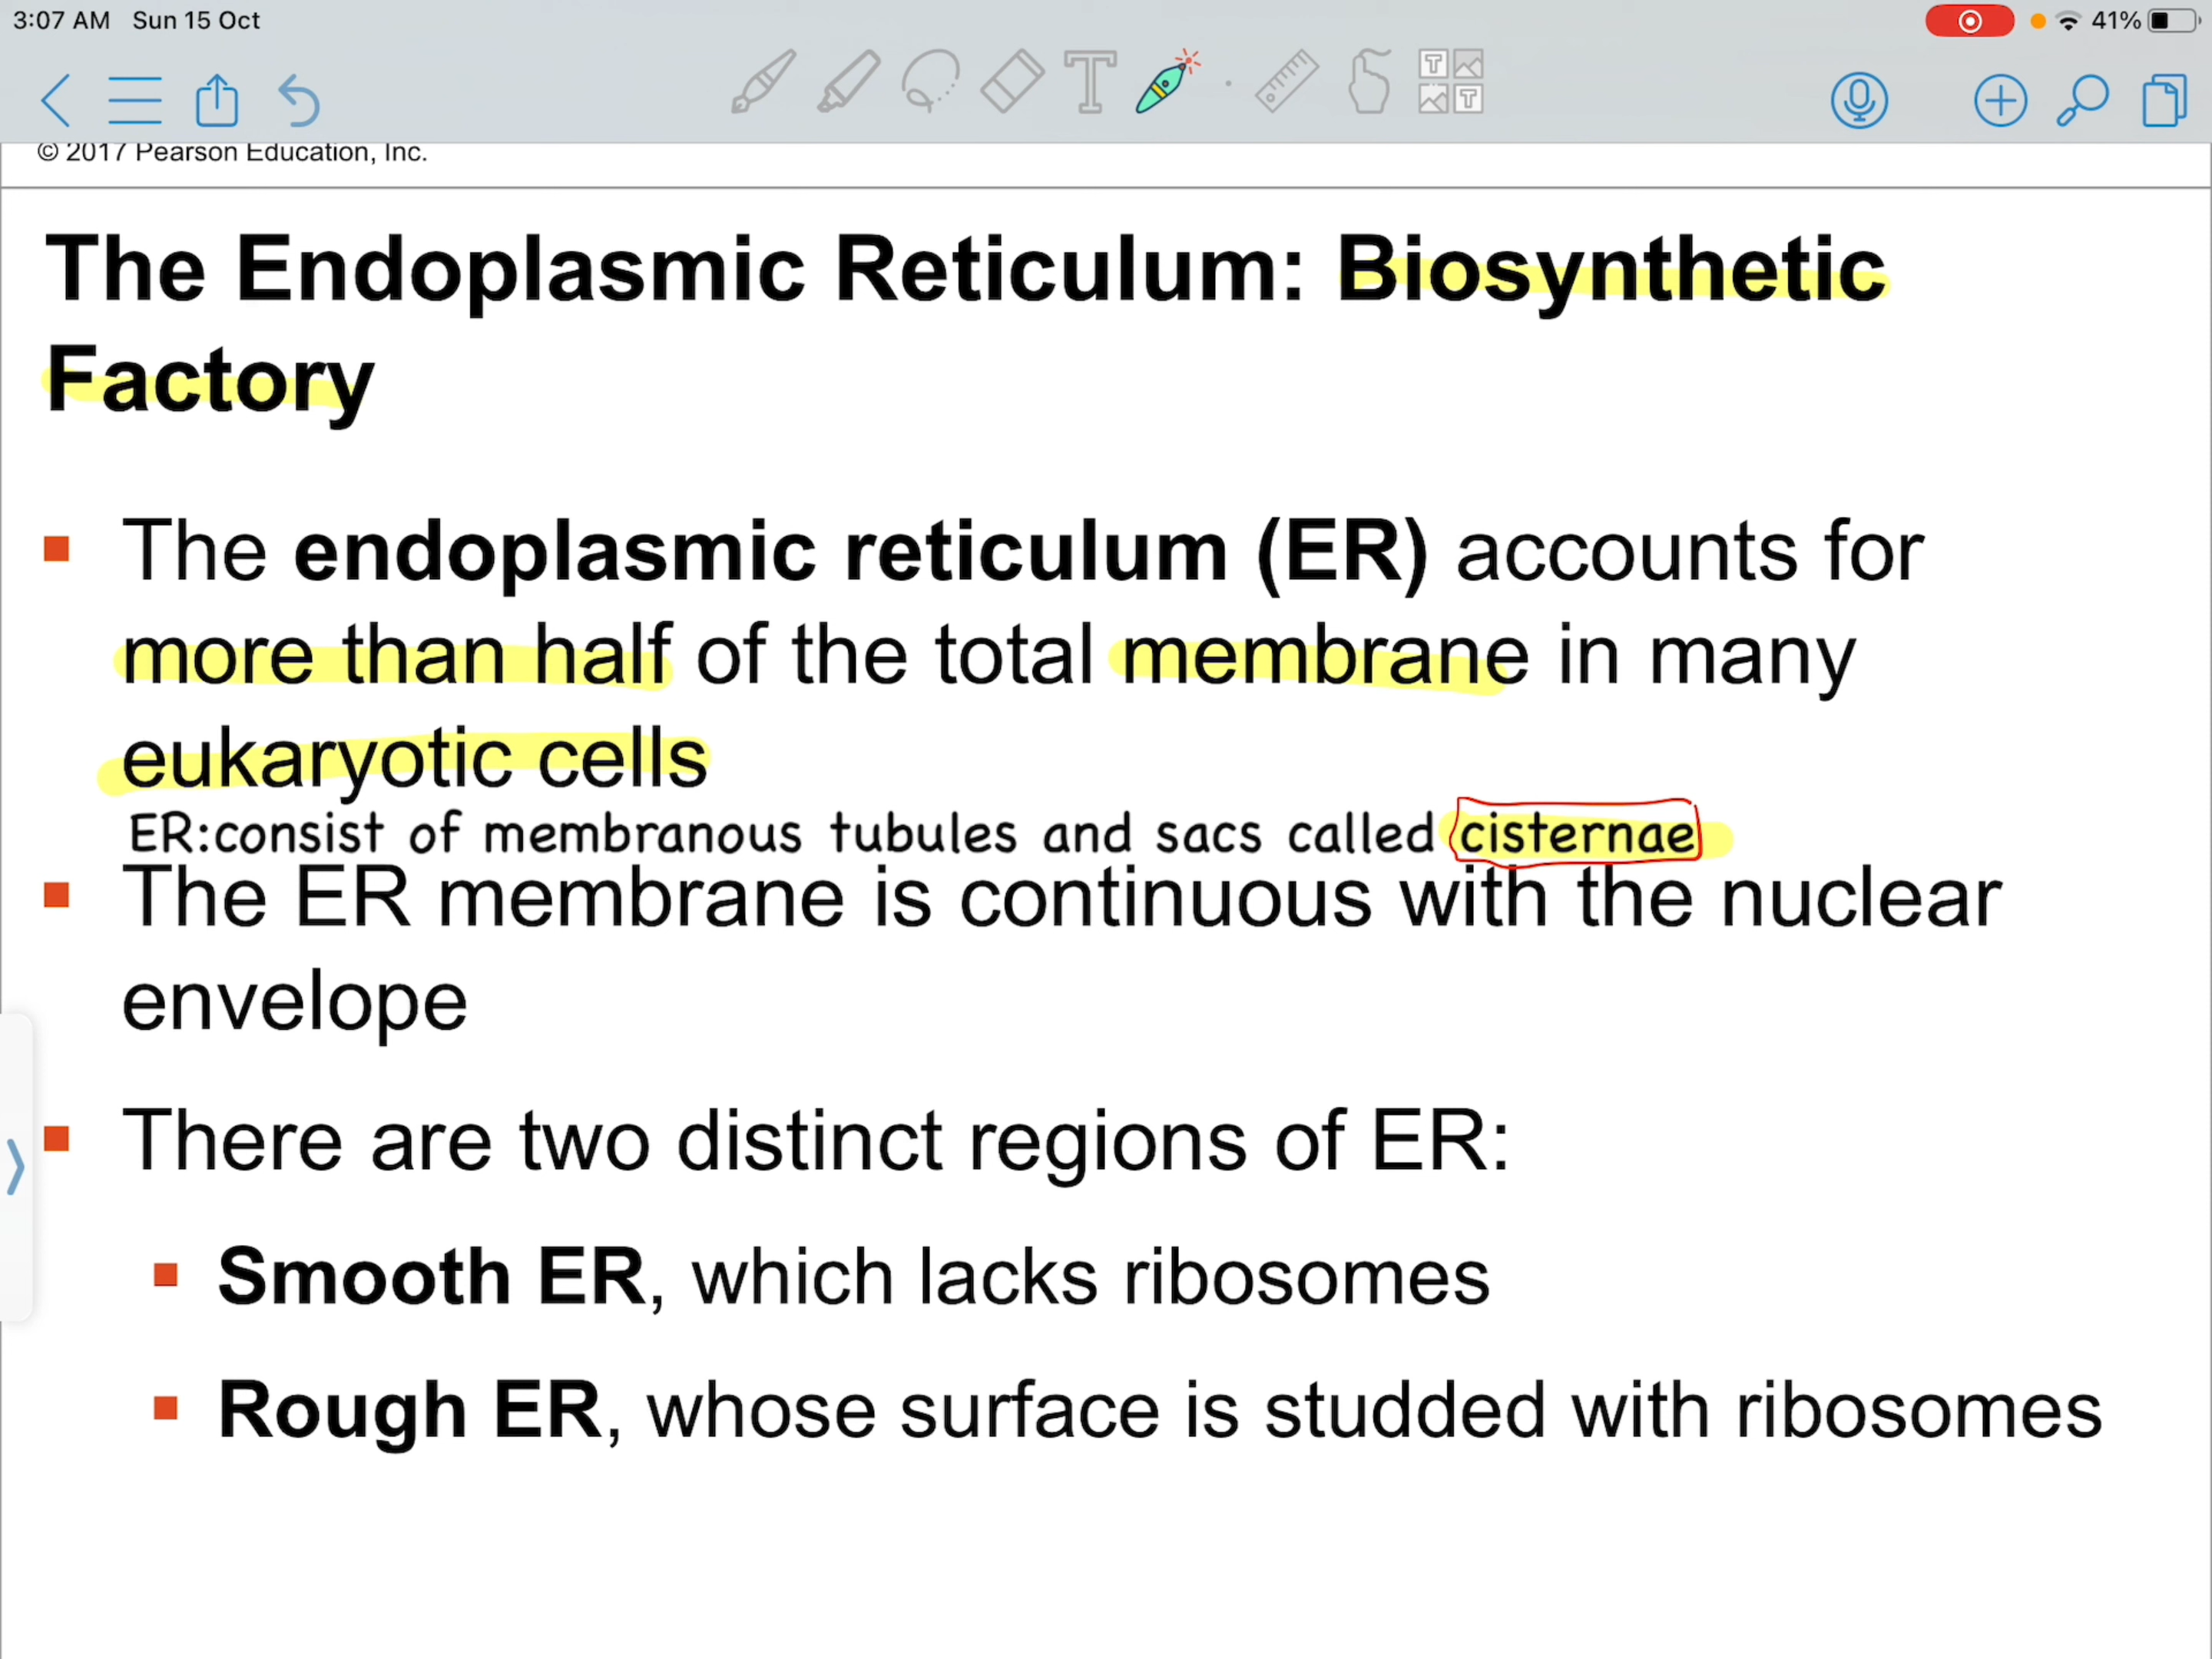 3:07 AM Sun 15 Oct
41%
© 2017 Pearson Education, Inc.
The Endoplasmic Reticulum: Biosynthetic
Factory
The endoplasmic reticulum (ER) accounts for
more than half of the total membrane in many
eukaryotic cells
ER:consist of membranous tubules and sacs called cisternae
The ER membrane is continuous with the nuclear
envelope
There are two distinct regions of ER:
Smooth ER, which lacks ribosomes
Rough ER, whose surface is studded with ribosomes